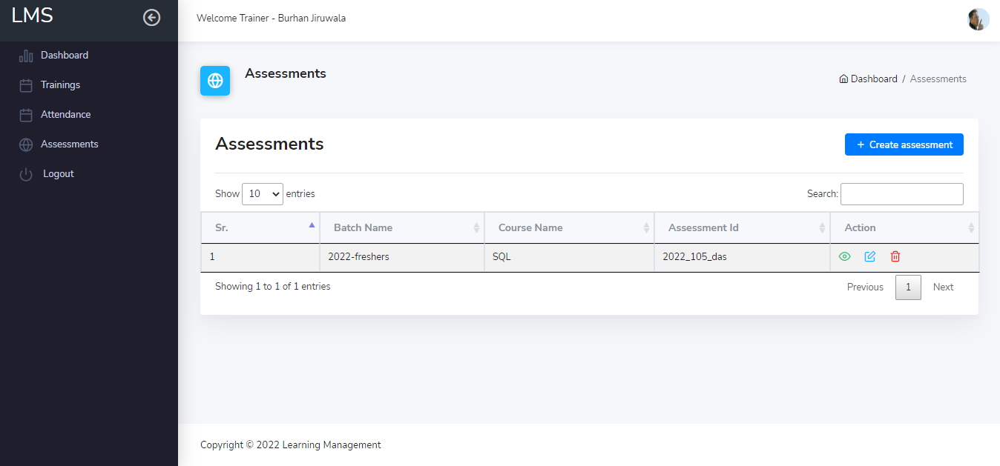 LMS
Welcome Trainer - Burhan Jiruwala
Dashboard
Trainings
Attendance
Assessments
Logout
Assessments
Dashboard / Assessments
Assessments
+ Create assessment
Show 10 entries
Search:
Sr. Batch Name Course Name Assessment Id Action
1 2022-freshers SQL 2022_105_das
Showing 1 to 1 of 1 entries
Previous 1 Next
Copyright © 2022 Learning Management